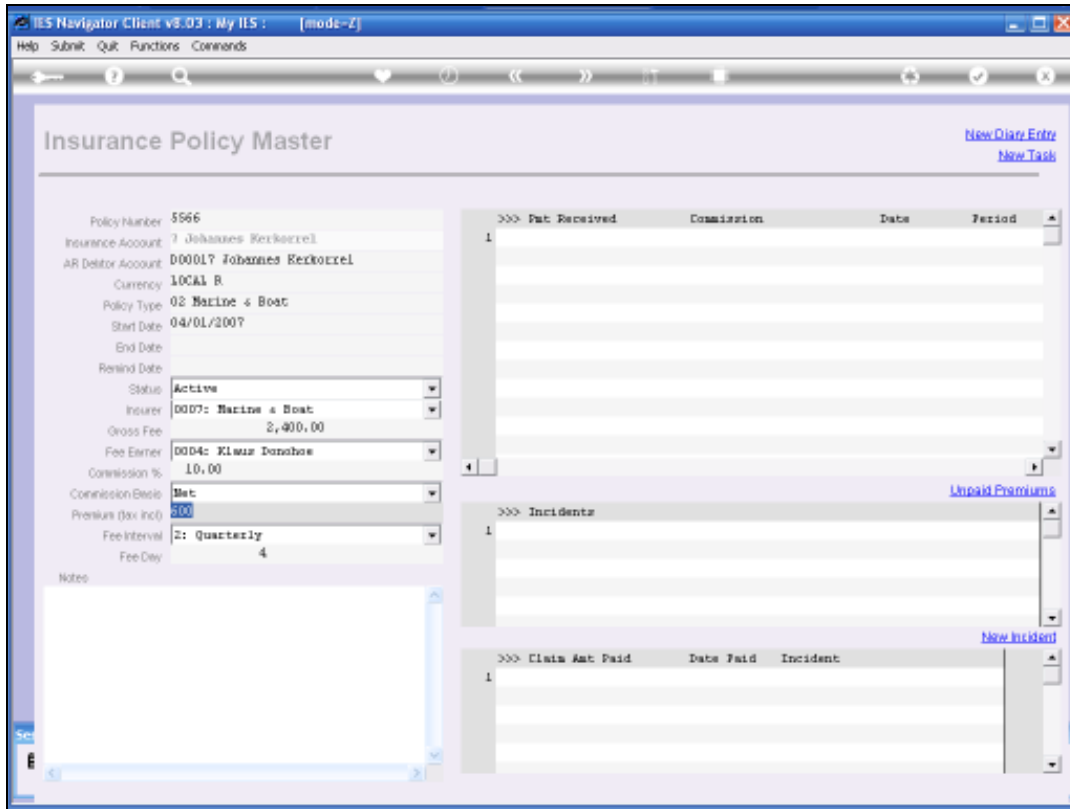 IES Navigator Client v8.03 : My IES : [mode-Z]
Help Submit Quit Functions Commands
Insurance Policy Master
New Diary Entry
New Task
Policy Number 5566
Insurance Account 7 Johannes Kerkorrel
AR Debtor Account D00017 Johannes Kerkorrel
Currency LOCAL R
Policy Type 02 Marine & Boat
Start Date 04/01/2007
End Date
Remind Date
Status Active
Insurer 0007: Marine & Boat
Gross Fee 2,400.00
Fee Earner 0004: Klaus Donohoe
Commission % 10.00
Commission Basis Net
Premium (tax incl) 600
Fee Interval 2: Quarterly
Fee Day 4
Notes
>>> Pmt Received Commission Date Period
1
Unpaid Premiums
>>> Incidents
1
New Incident
>>> Claim Amt Paid Date Paid Incident
1